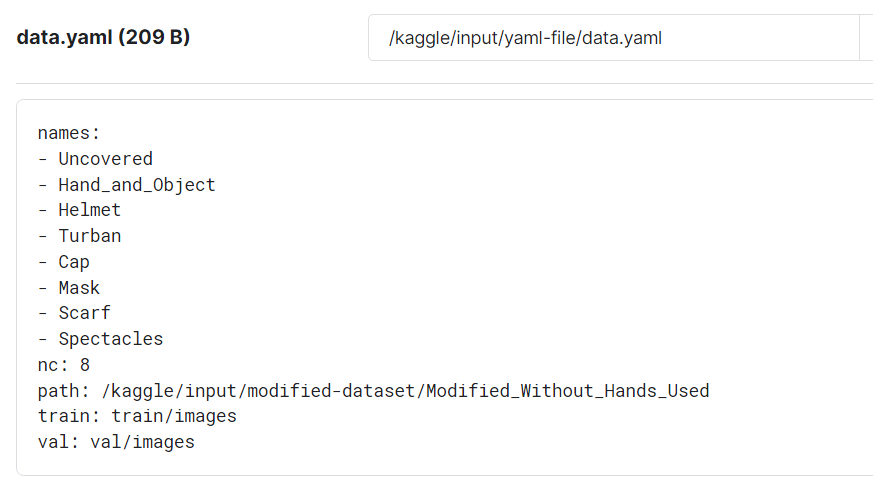 data.yaml (209 B)
/kaggle/input/yaml-file/data.yaml
names:
- Uncovered
- Hand_and_Object
- Helmet
- Turban
- Cap
- Mask
- Scarf
- Spectacles
nc: 8
path: /kaggle/input/modified-dataset/Modified_Without_Hands_Used
train: train/images
val: val/images